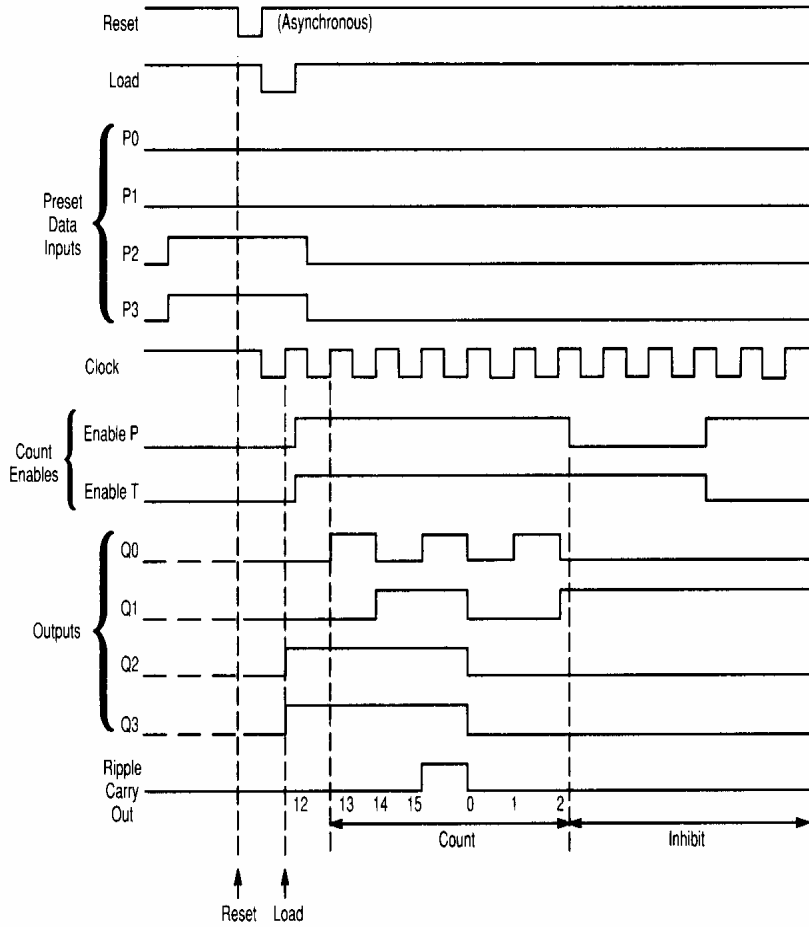 Reset
(Asynchronous)
Load
P0
P1
Preset
Data
Inputs
P2
P3
Clock
Enable P
Count
Enables
Enable T
Q0
Q1
Outputs
Q2
Q3
Ripple
Carry
Out
12 13 14 15 0 1 2
Count
Inhibit
Reset Load